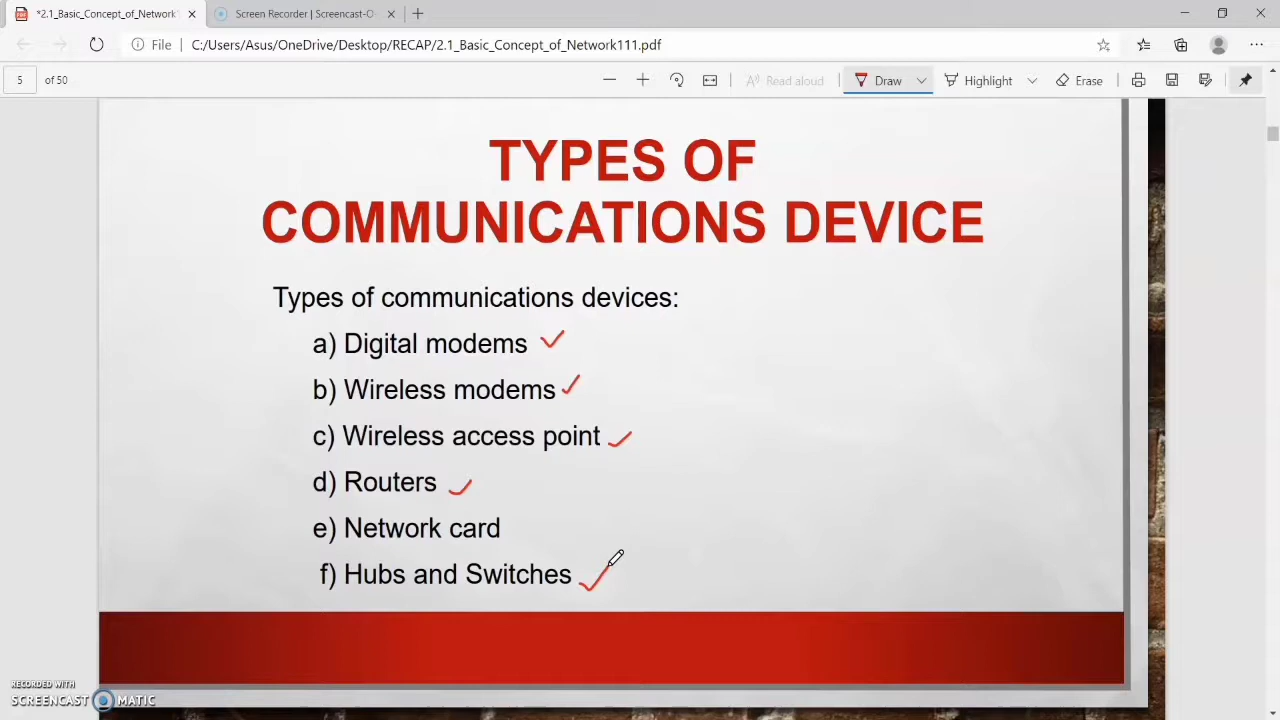 *2.1_Basic_Concept_of_Network1
Screen Recorder | Screencast-O
File
C:/Users/Asus/OneDrive/Desktop/RECAP/2.1_Basic_Concept_of_Network111.pdf
5 of 50
Read aloud
Draw
Highlight
Erase
TYPES OF
COMMUNICATIONS DEVICE
Types of communications devices:
a) Digital modems
b) Wireless modems
c) Wireless access point
d) Routers
e) Network card
f) Hubs and Switches
RECORDED WITH
SCREENCAST MATIC